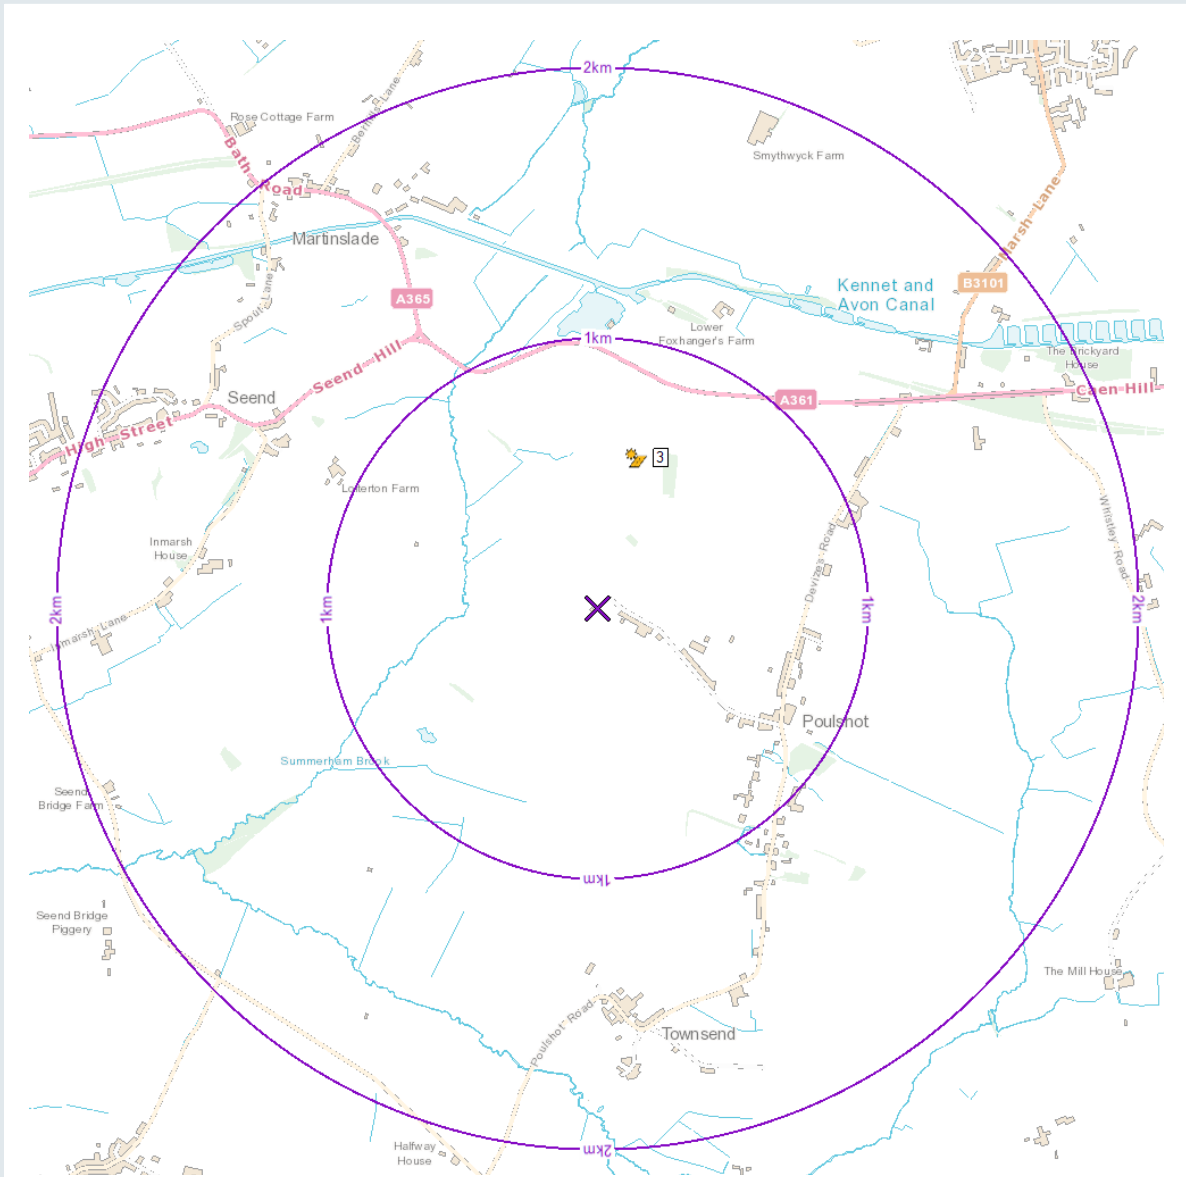 2km
Rose Cottage Farm
Bath
Road
Smythwyck Farm
Marsh Lane
Martinslade
Kennet and
Avon Canal
B3101
A365
Spout Lane
Lower
Foxhanger's Farm
1km
The Brickyard
House
Seend Hill
Seend
A361
Caen Hill
High Street
3
Lotterton Farm
Whistley Road
Inmarsh
House
Devizes Road
2km
1km
1km
2km
Inmarsh Lane
Poulshot
Summerham Brook
Seend
Bridge Farm
1km
Seend Bridge
Piggery
The Mill House
Poulshot Road
Townsend
Halfway
House
2km